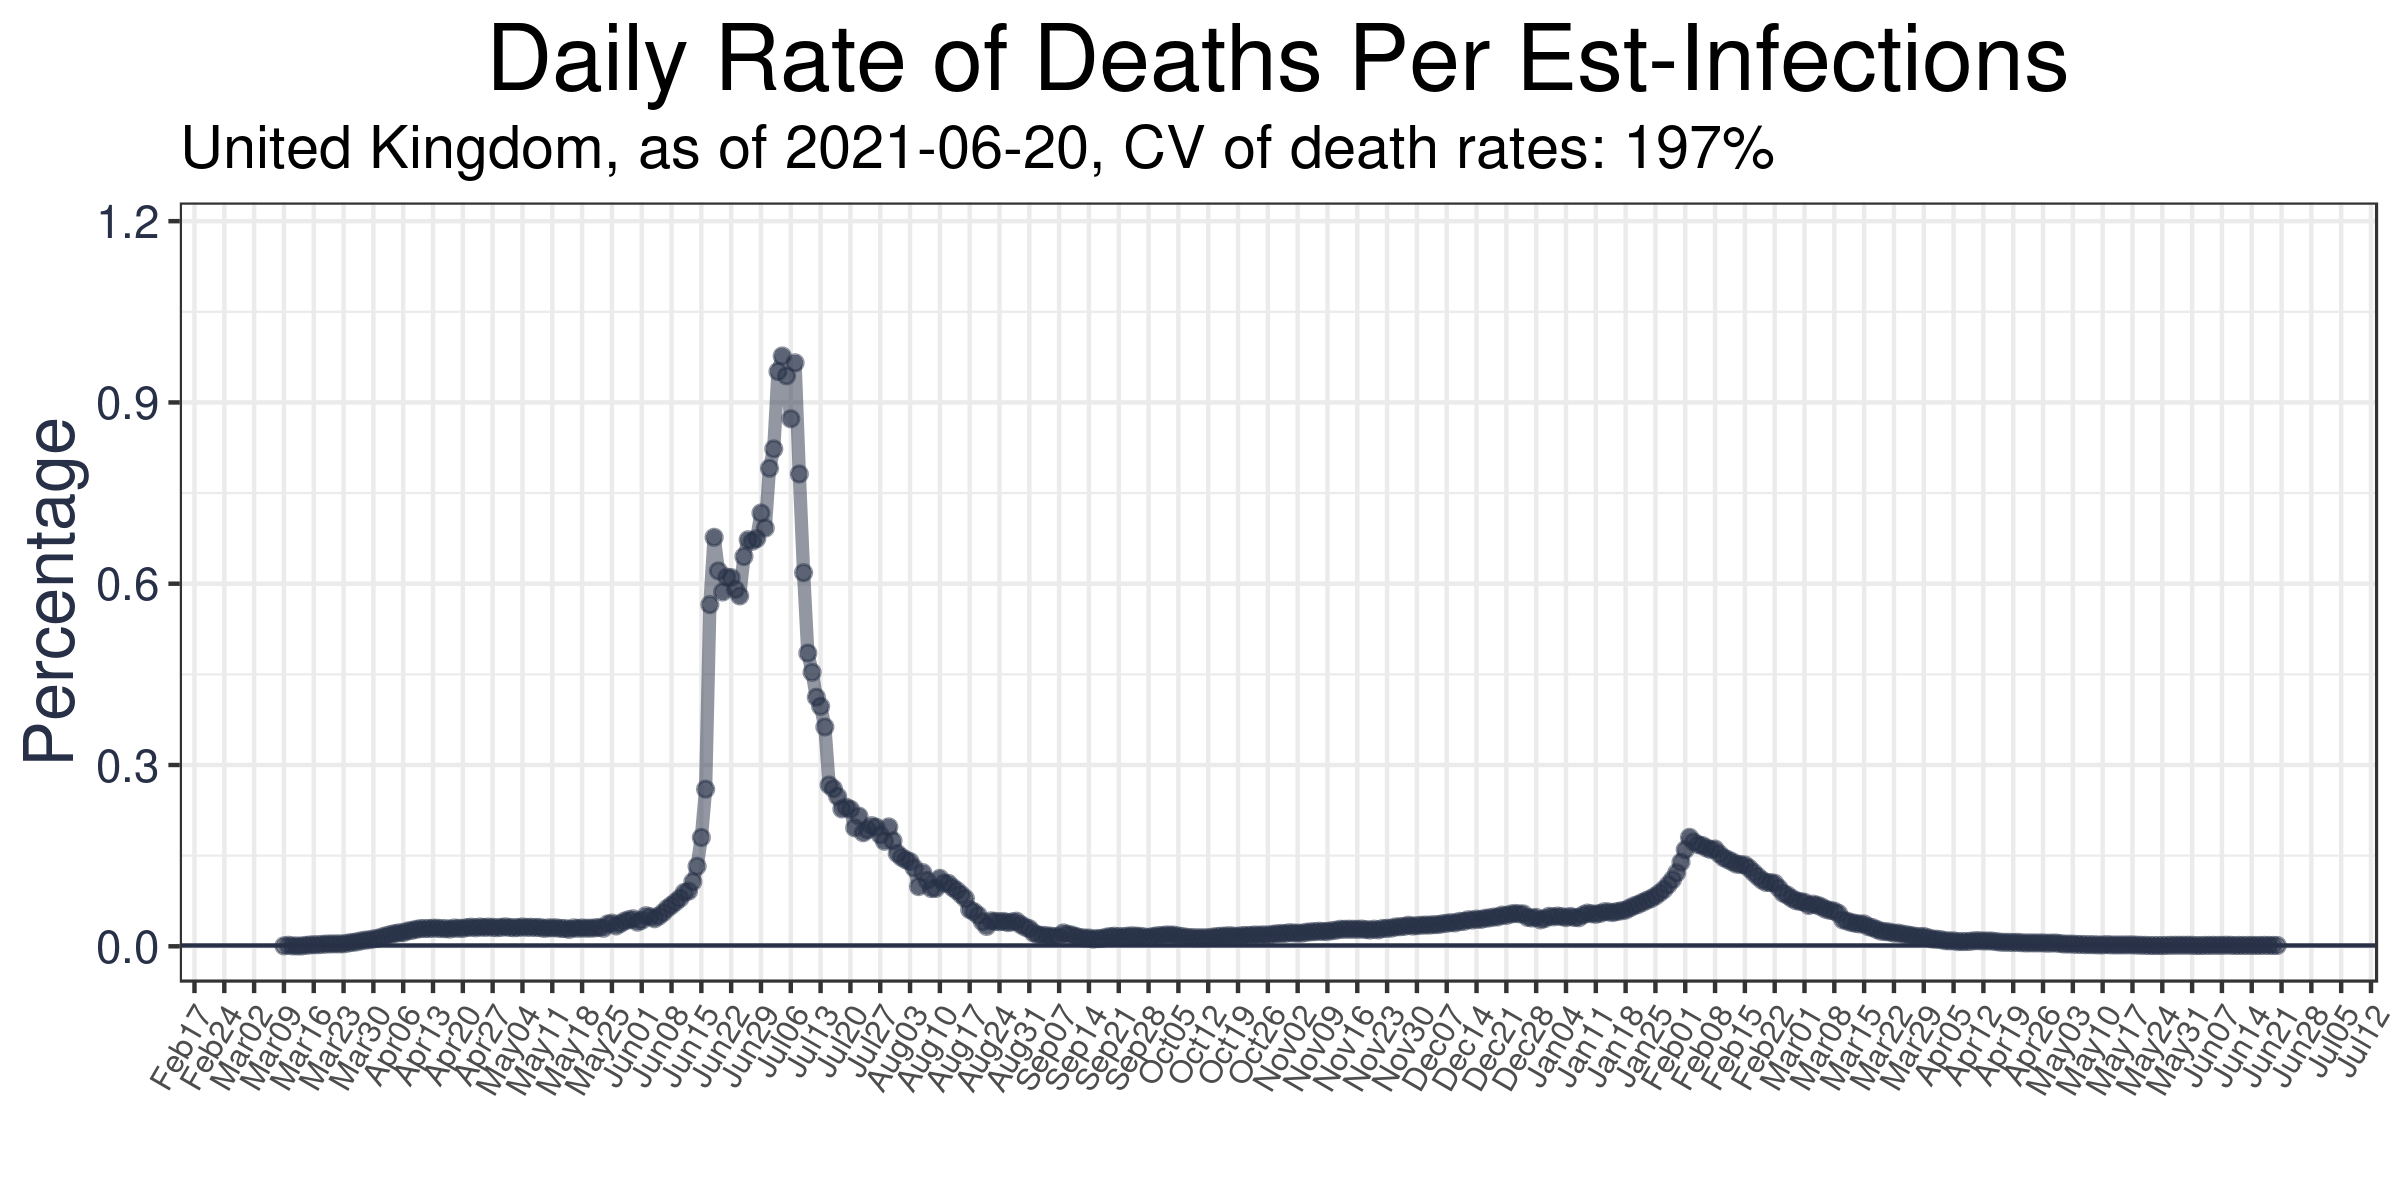 Daily Rate of Deaths Per Est-Infections
United Kingdom, as of 2021-06-20, CV of death rates: 197%
Percentage
1.2
0.9
0.6
0.3
0.0
Feb17 Feb24 Mar02 Mar09 Mar16 Mar23 Mar30 Apr06 Apr13 Apr20 Apr27 May04 May11 May18 May25 Jun01 Jun08 Jun15 Jun22 Jun29 Jul06 Jul13 Jul20 Jul27 Aug03 Aug10 Aug17 Aug24 Aug31 Sep07 Sep14 Sep21 Sep28 Oct05 Oct12 Oct19 Oct26 Nov02 Nov09 Nov16 Nov23 Nov30 Dec07 Dec14 Dec21 Dec28 Jan04 Jan11 Jan18 Jan25 Feb01 Feb08 Feb15 Feb22 Mar01 Mar08 Mar15 Mar22 Mar29 Apr05 Apr12 Apr19 Apr26 May03 May10 May17 May24 May31 Jun07 Jun14 Jun21 Jun28 Jul05 Jul12